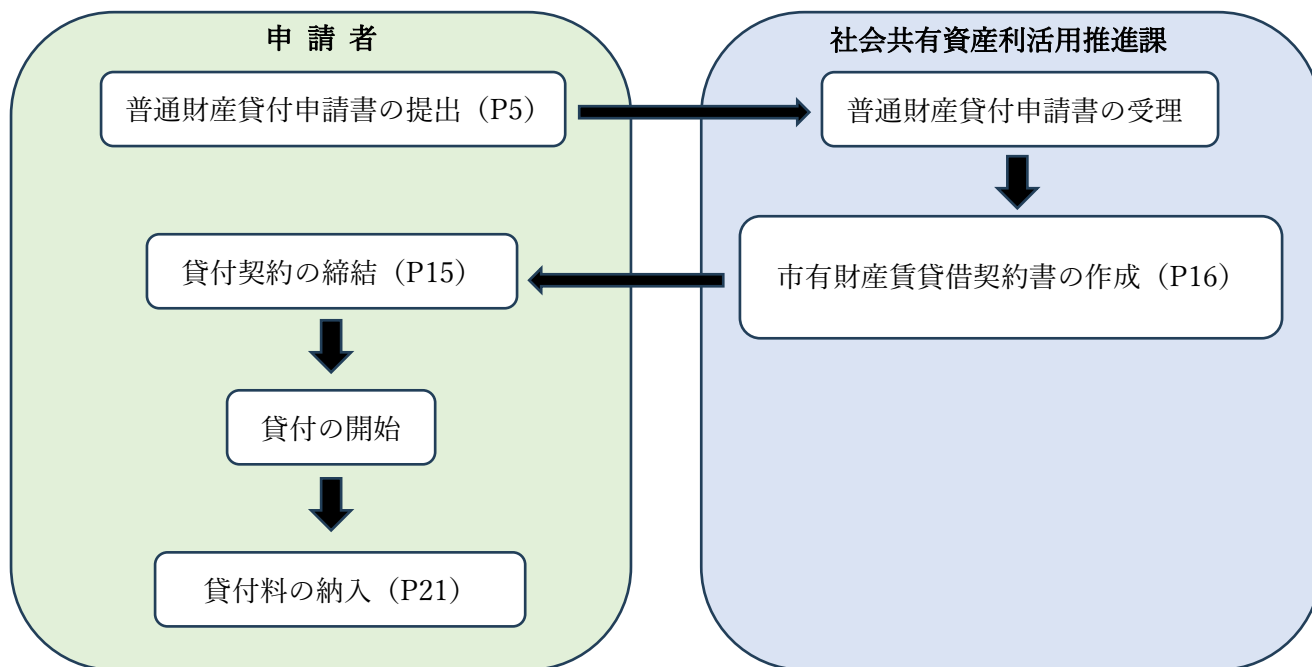 申 請 者
社会共有資産利活用推進課
普通財産貸付申請書の提出（P5）
普通財産貸付申請書の受理
市有財産賃貸借契約書の作成（P16）
貸付契約の締結（P15）
貸付の開始
貸付料の納入（P21）